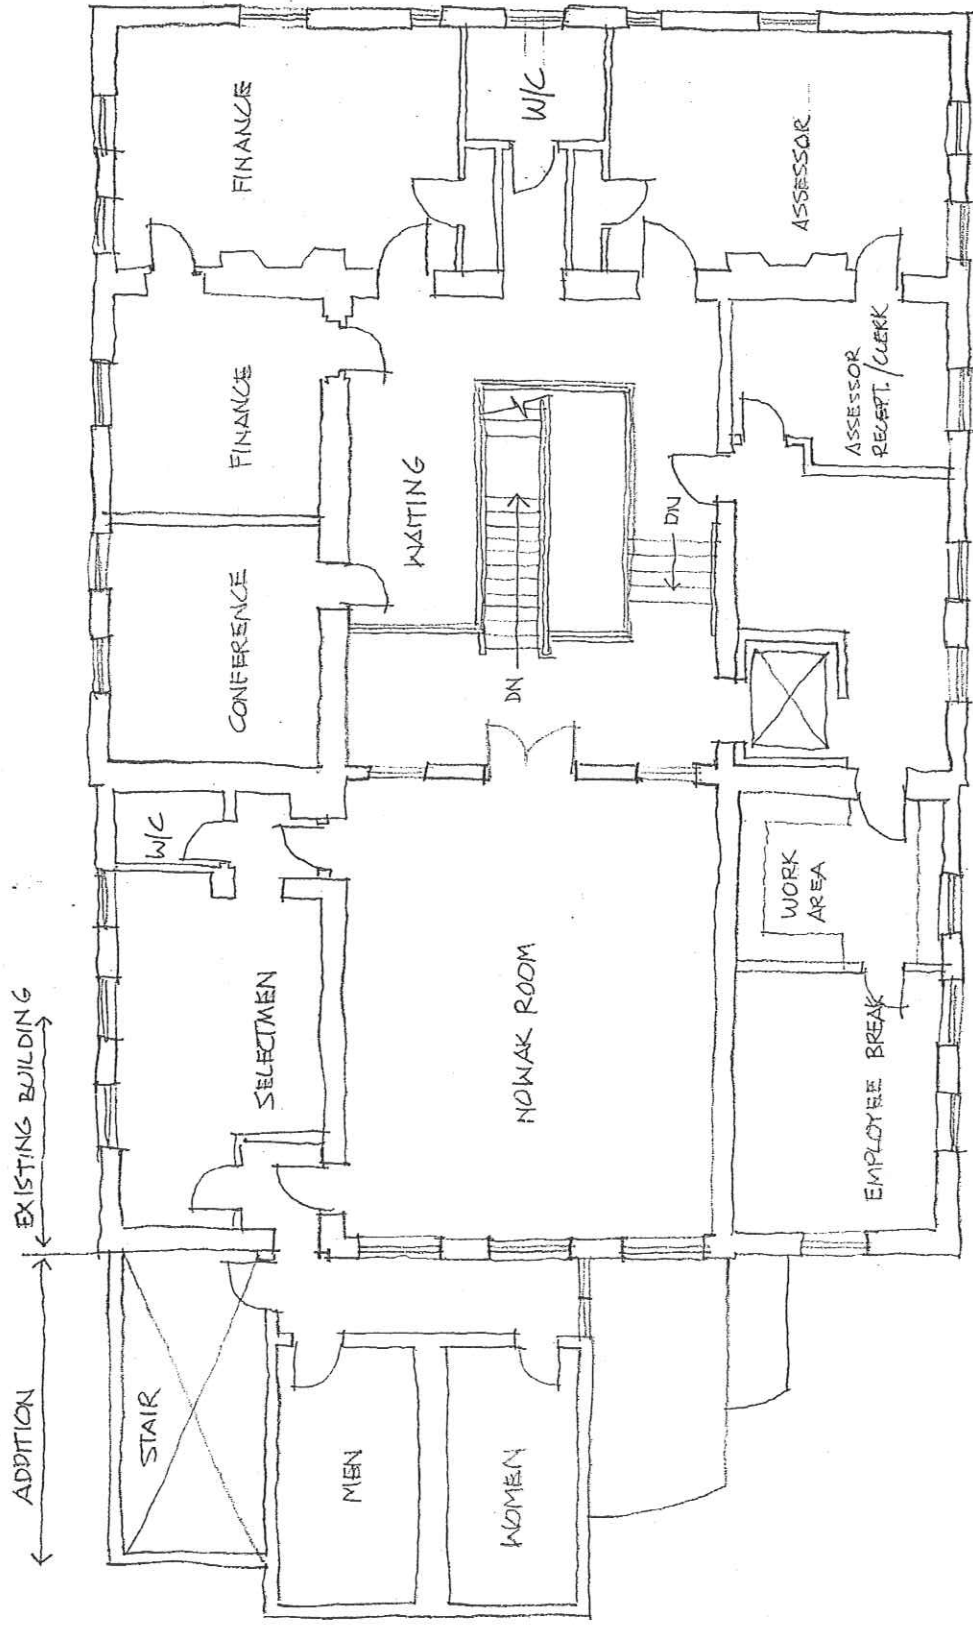 ADDITION
EXISTING BUILDING
STAIR
SELECTMEN
W/C
CONFERENCE
FINANCE
FINANCE
MEN
WOMEN
NOWAK ROOM
DN
WAITING
W/C
DN
EMPLOYEE BREAK
WORK
AREA
ASSESSOR
RECEPT./CLERK
ASSESSOR